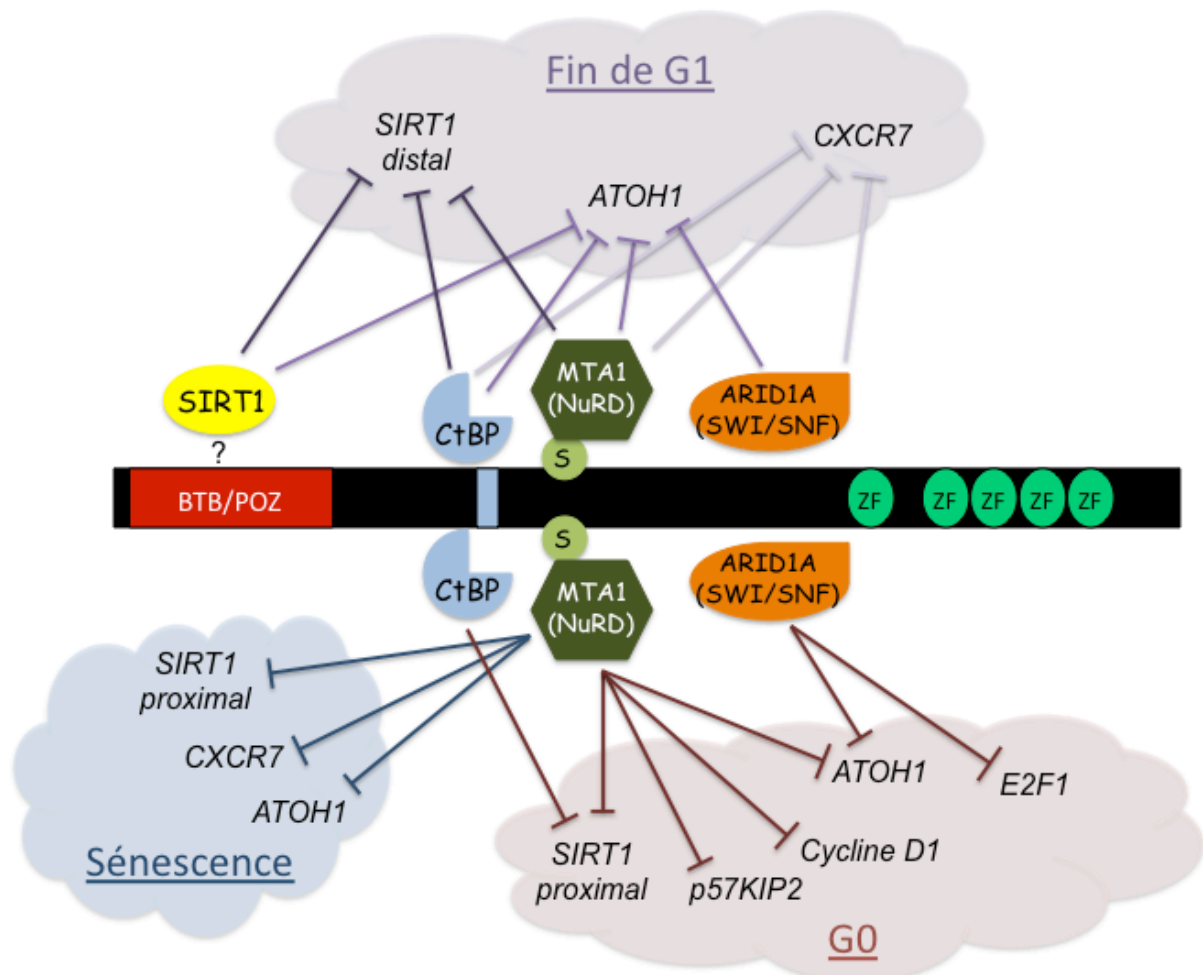 Fin de G1
SIRT1
distal
CXCR7
ATOH1
SIRT1
?
CtBP
MTA1
(NuRD)
ARID1A
(SWI/SNF)
S
BTB/POZ
ZF
ZF
ZF
ZF
ZF
S
CtBP
MTA1
(NuRD)
ARID1A
(SWI/SNF)
SIRT1
proximal
CXCR7
ATOH1
Sénescence
ATOH1
E2F1
Cycline D1
SIRT1
proximal
p57KIP2
G0